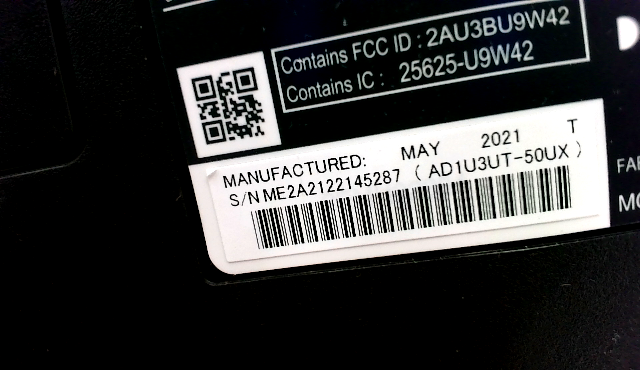 Contains FCC ID : 2AU3BU9W42
Contains IC : 25625-U9W42
MANUFACTURED: MAY 2021 T
S/N ME2A2122145287 ( AD1U3UT-50UX )